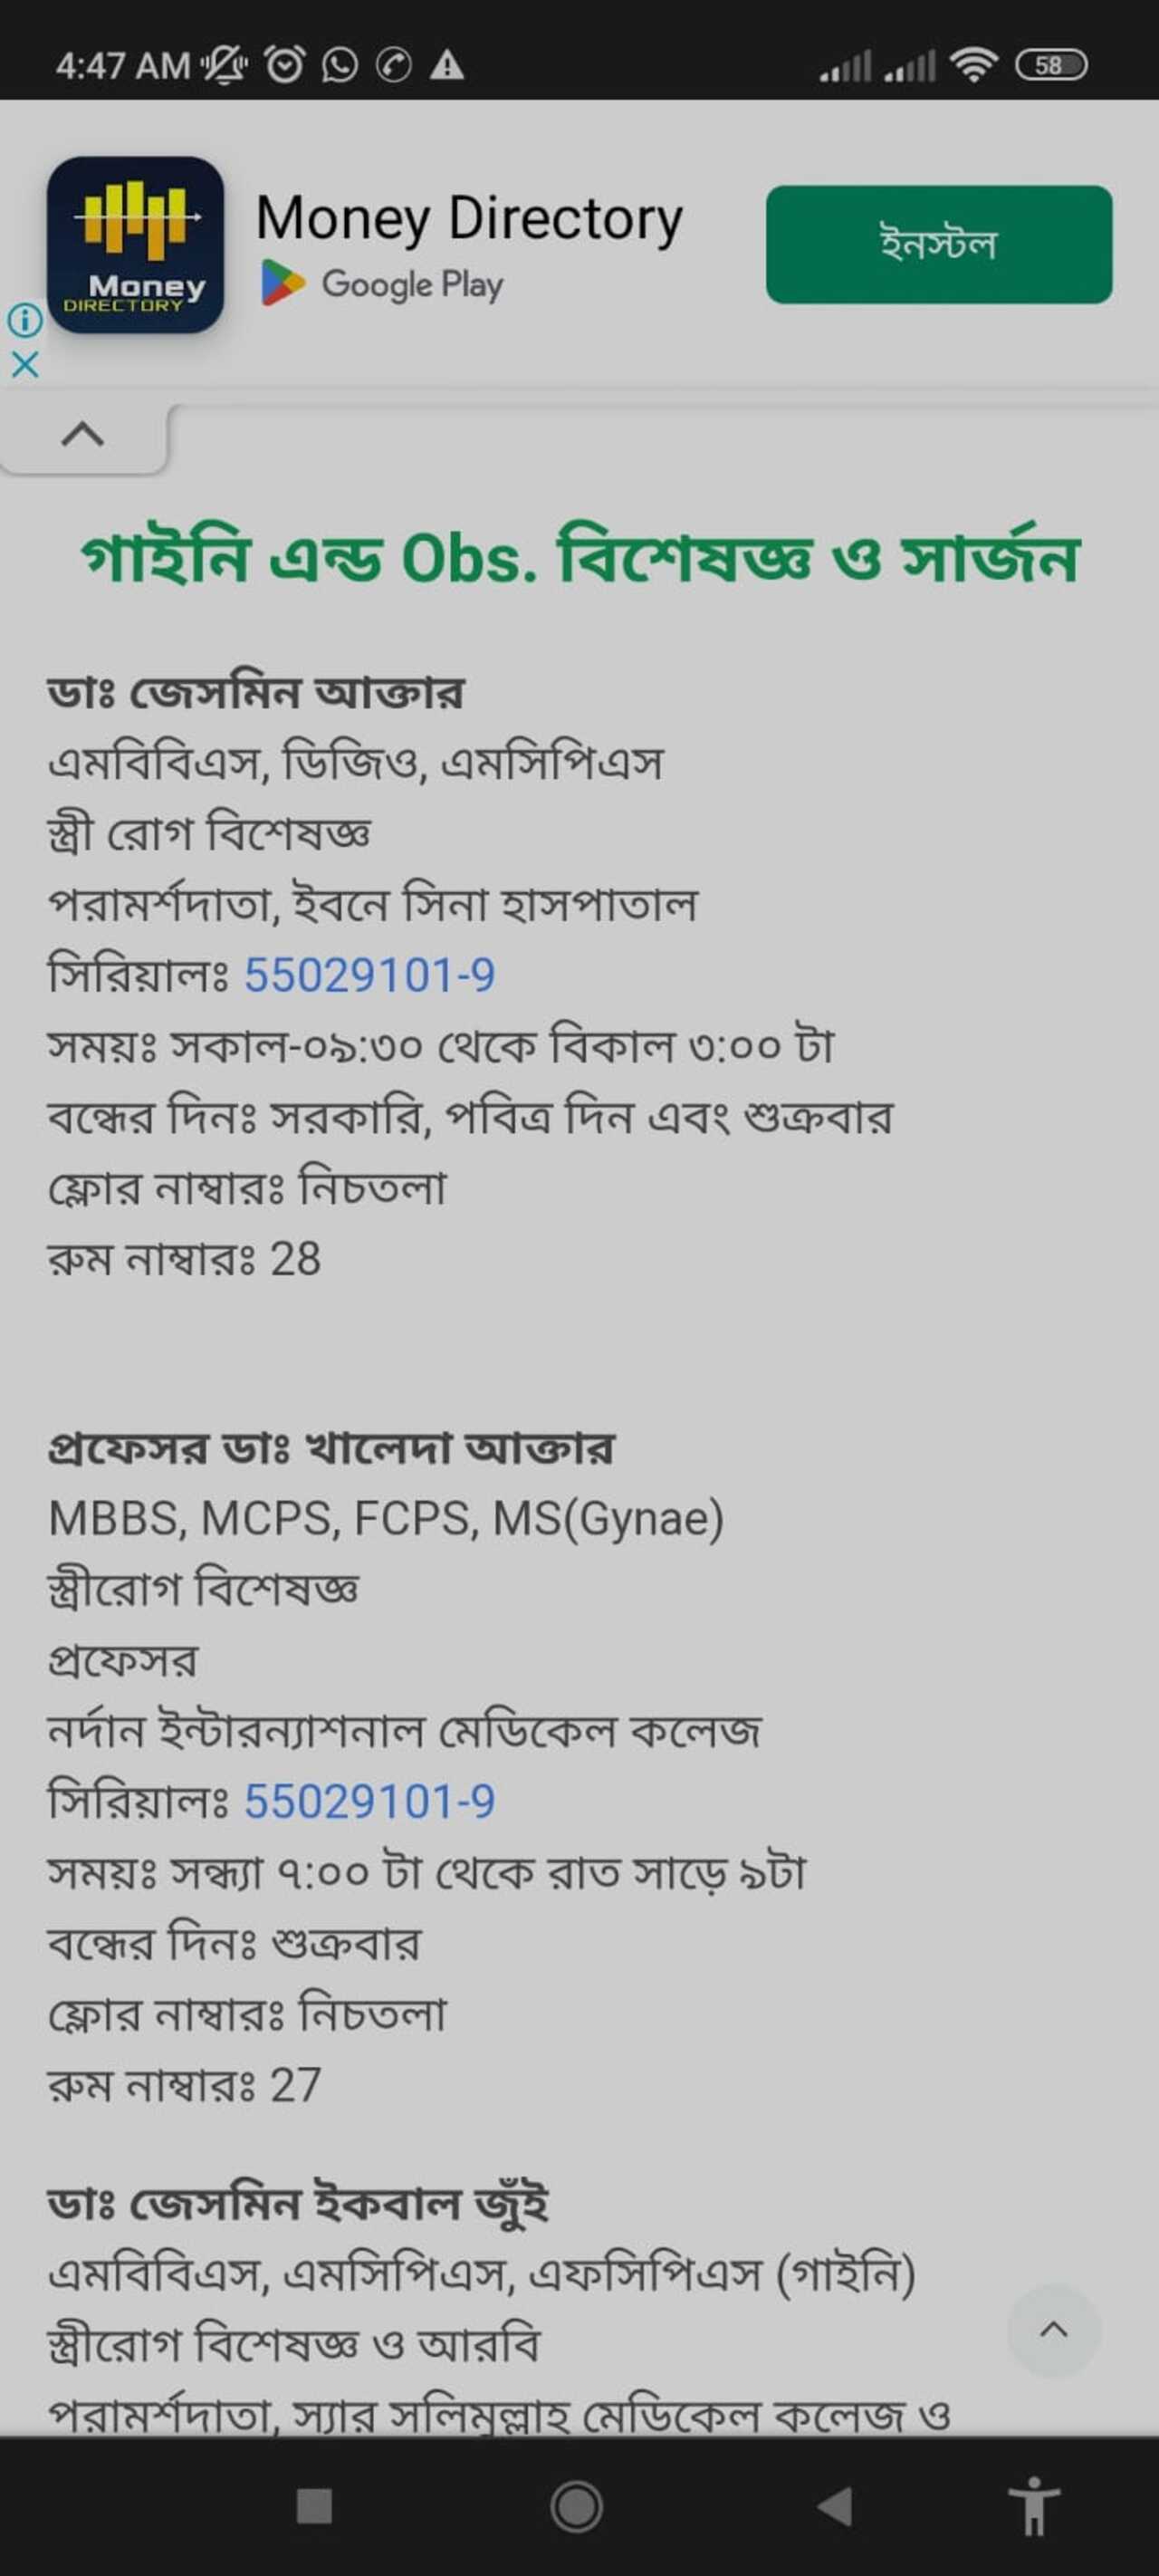 4:47 AM
58
Money Directory
Google Play
ইনস্টল
Money
DIRECTORY
গাইনি এন্ড Obs. বিশেষজ্ঞ ও সার্জন
ডাঃ জেসমিন আক্তার
এমবিবিএস, ডিজিও, এমসিপিএস
স্ত্রী রোগ বিশেষজ্ঞ
পরামর্শদাতা, ইবনে সিনা হাসপাতাল
সিরিয়ালঃ 55029101-9
সময়ঃ সকাল-০৯:৩০ থেকে বিকাল ৩:০০ টা
বন্ধের দিনঃ সরকারি, পবিত্র দিন এবং শুক্রবার
ফ্লোর নাম্বারঃ নিচতলা
রুম নাম্বারঃ 28
প্রফেসর ডাঃ খালেদা আক্তার
MBBS, MCPS, FCPS, MS(Gynae)
স্ত্রীরোগ বিশেষজ্ঞ
প্রফেসর
নর্দান ইন্টারন্যাশনাল মেডিকেল কলেজ
সিরিয়ালঃ 55029101-9
সময়ঃ সন্ধ্যা ৭:০০ টা থেকে রাত সাড়ে ৯টা
বন্ধের দিনঃ শুক্রবার
ফ্লোর নাম্বারঃ নিচতলা
রুম নাম্বারঃ 27
ডাঃ জেসমিন ইকবাল জুঁই
এমবিবিএস, এমসিপিএস, এফসিপিএস (গাইনি)
স্ত্রীরোগ বিশেষজ্ঞ ও আরবি
পরামর্শদাতা, স্যার সলিমুল্লাহ মেডিকেল কলেজ ও